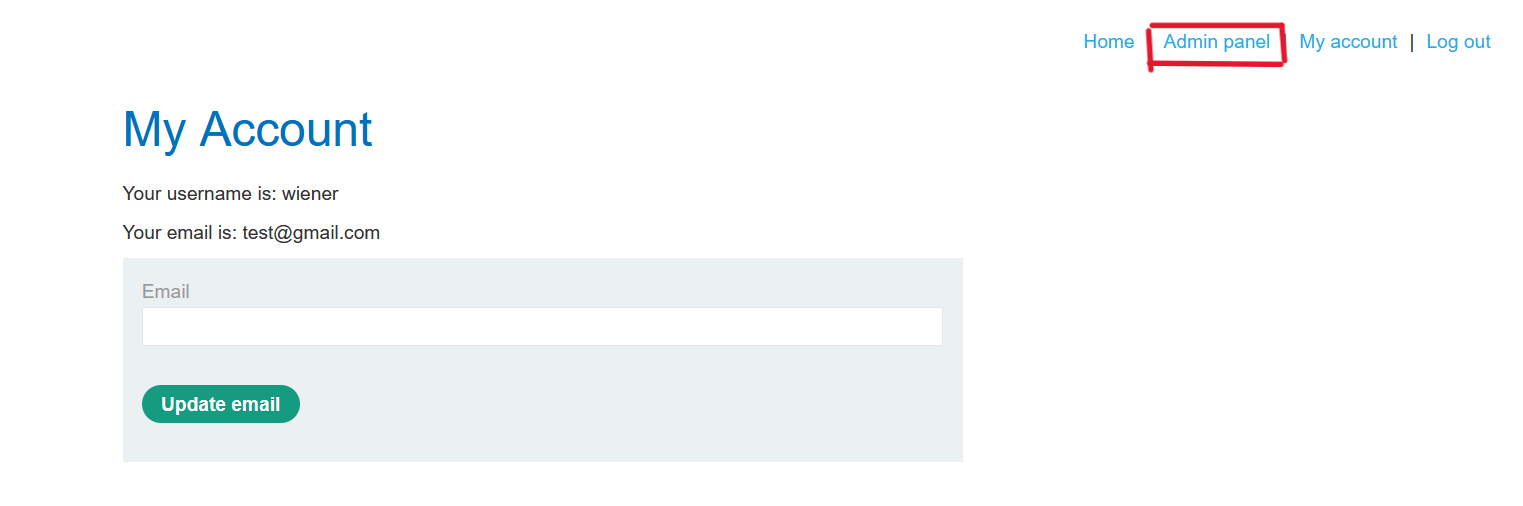 Home Admin panel My account | Log out
My Account
Your username is: wiener
Your email is: test@gmail.com
Email
Update email